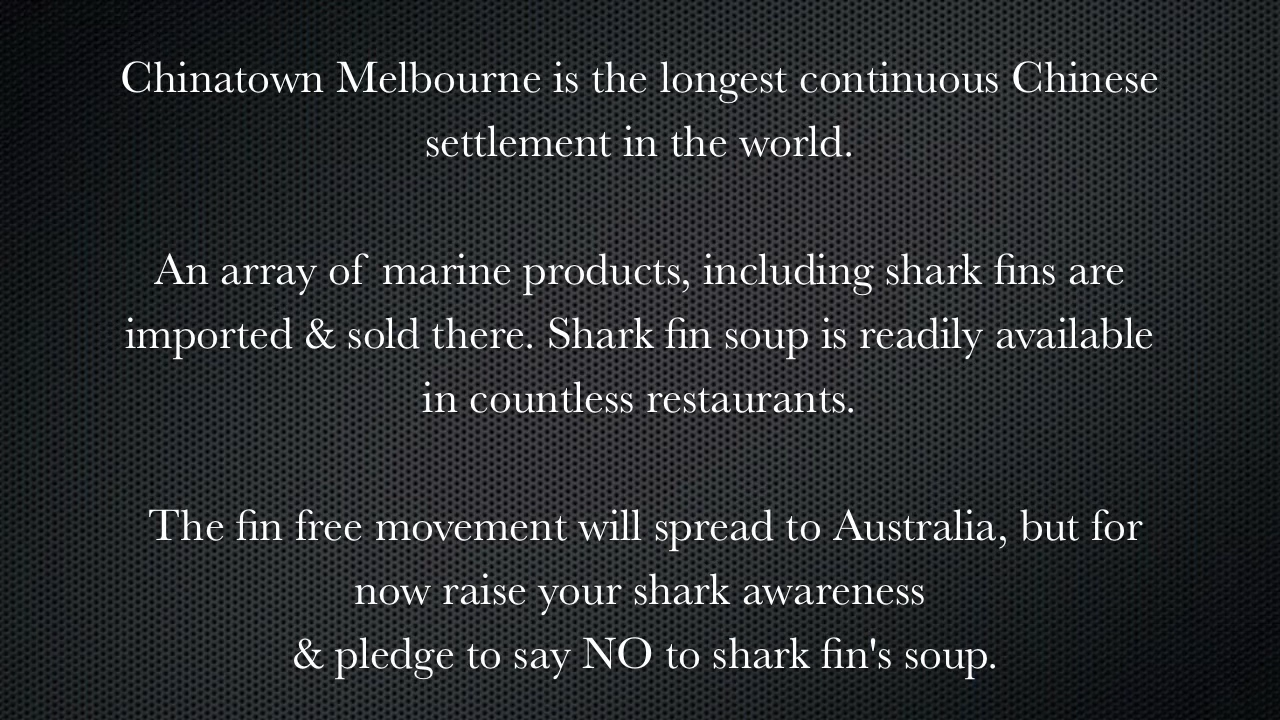 Chinatown Melbourne is the longest continuous Chinese
settlement in the world.
An array of marine products, including shark fins are
imported & sold there. Shark fin soup is readily available
in countless restaurants.
The fin free movement will spread to Australia, but for
now raise your shark awareness
& pledge to say NO to shark fin's soup.